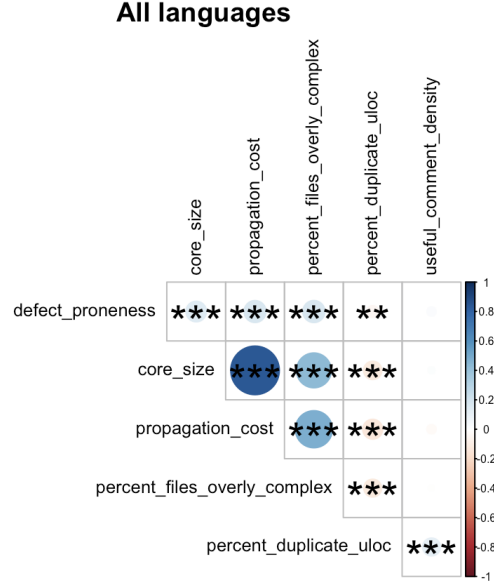 All languages
core_size
propagation_cost
percent_files_overly_complex
percent_duplicate_uloc
useful_comment_density
defect_proneness *** *** *** **
core_size *** *** ***
propagation_cost *** ***
percent_files_overly_complex ***
percent_duplicate_uloc ***
1
0.8
0.6
0.4
0.2
0
-0.2
-0.4
-0.6
-0.8
-1